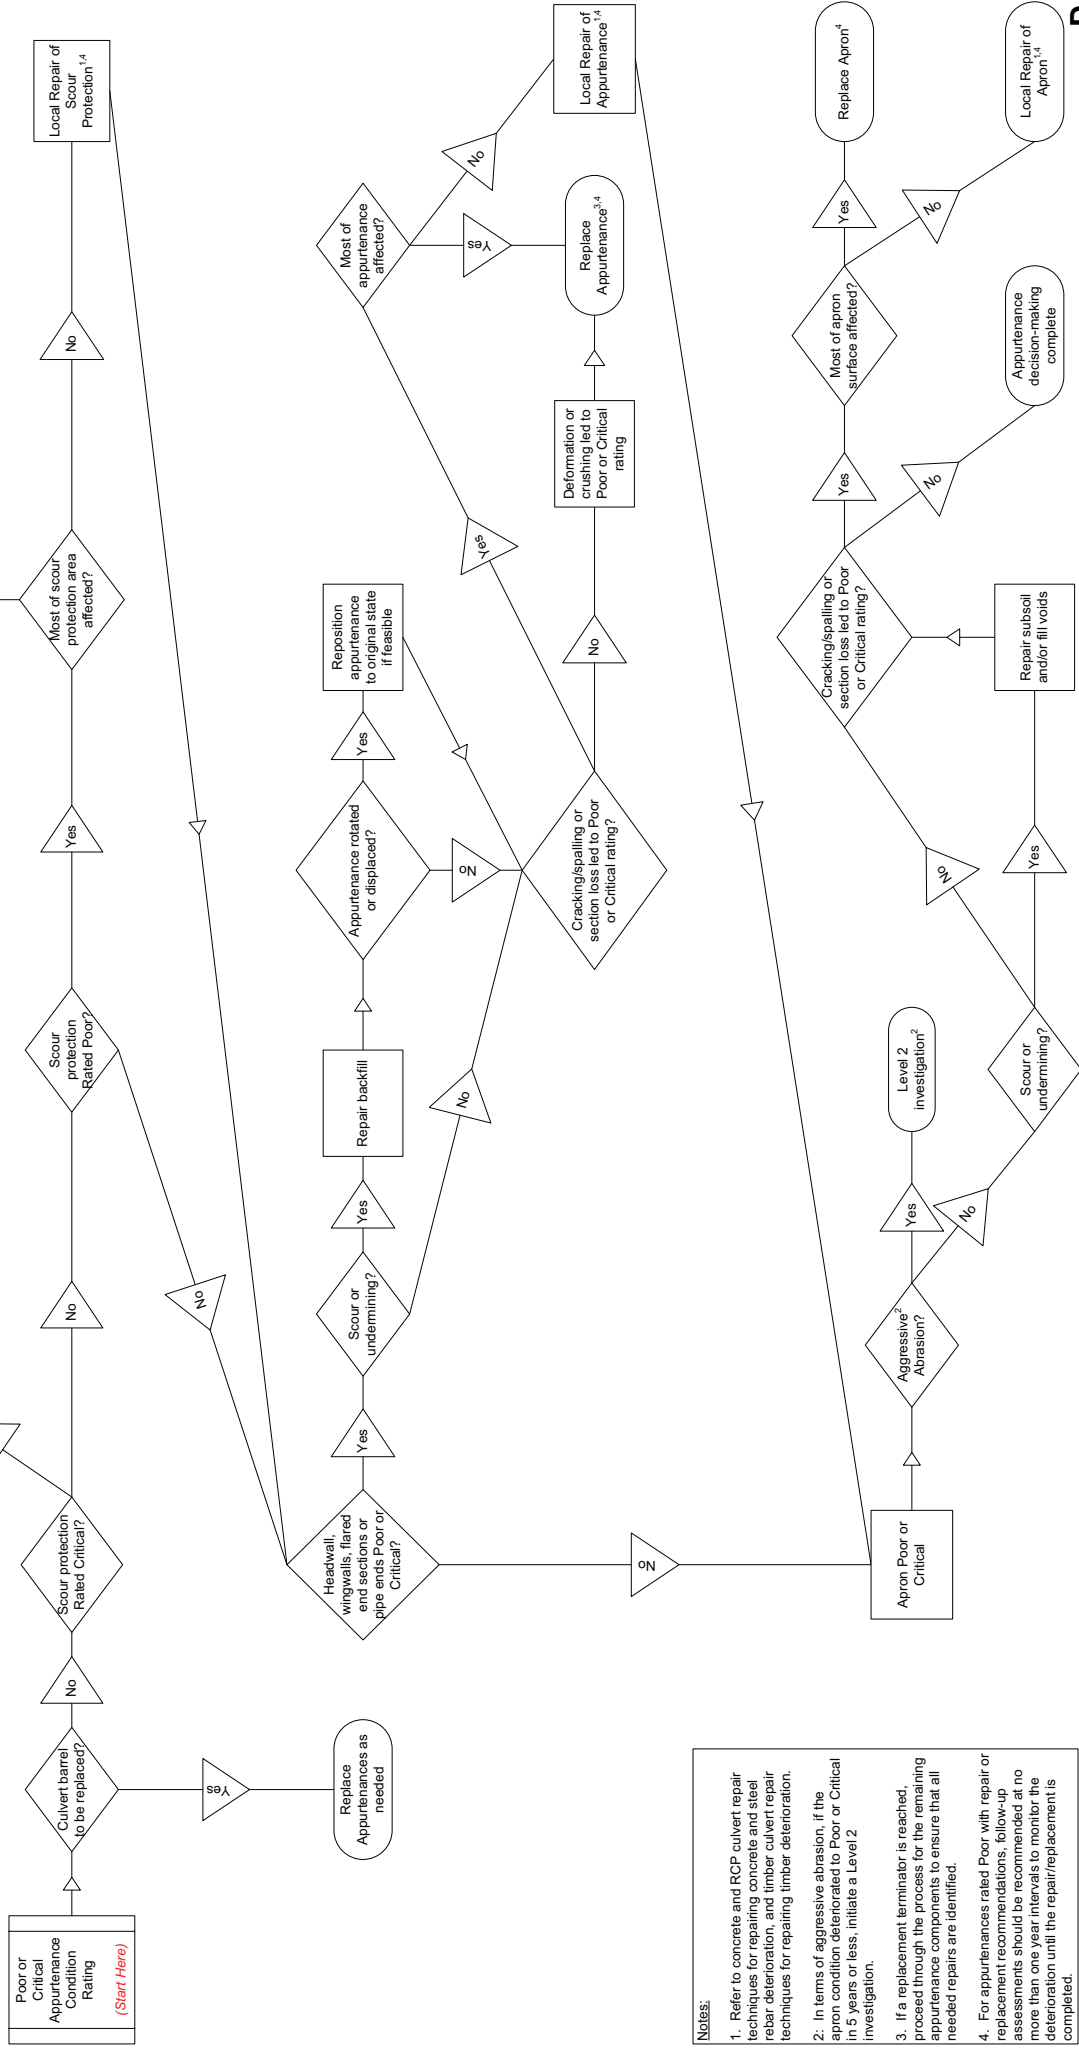 Poor or
Critical
Appurtenance
Condition
Rating
(Start Here)
Culvert barrel
to be replaced?
Yes
Replace
Appurtenances as
needed
No
Scour protection
Rated Critical?
No
Scour
protection
Rated Poor?
No
Yes
Most of scour
protection area
affected?
No
Local Repair of
Scour
Protection1,4
Headwall,
wingwalls, flared
end sections or
pipe ends Poor or
Critical?
No
Yes
Scour or
undermining?
No
Yes
Repair backfill
Appurtenance rotated
or displaced?
No
Yes
Reposition
appurtenance
to original state
if feasible
Cracking/spalling or
section loss led to Poor
or Critical rating?
Yes
No
Deformation or
crushing led to
Poor or Critical
rating
Most of
appurtenance
affected?
Yes
Replace
Appurtenance3,4
No
Local Repair of
Appurtenance1,4
Apron Poor or
Critical
Aggressive2
Abrasion?
Yes
Level 2
investigation2
No
Scour or
undermining?
No
Yes
Repair subsoil
and/or fill voids
Cracking/spalling or
section loss led to Poor
or Critical rating?
Yes
No
Appurtenance
decision-making
complete
Most of apron
surface affected?
Yes
Replace Apron4
No
Local Repair of
Apron1,4
Notes:
1. Refer to concrete and RCP culvert repair
techniques for repairing concrete and steel
rebar deterioration, and timber culvert repair
techniques for repairing timber deterioration.
2: In terms of aggressive abrasion, if the
apron condition deteriorated to Poor or Critical
in 5 years or less, initiate a Level 2
investigation.
3. If a replacement terminator is reached,
proceed through the process for the remaining
appurtenance components to ensure that all
needed repairs are identified.
4. For appurtenances rated Poor with repair or
replacement recommendations, follow-up
assessments should be recommended at no
more than one year intervals to monitor the
deterioration until the repair/replacement is
completed.